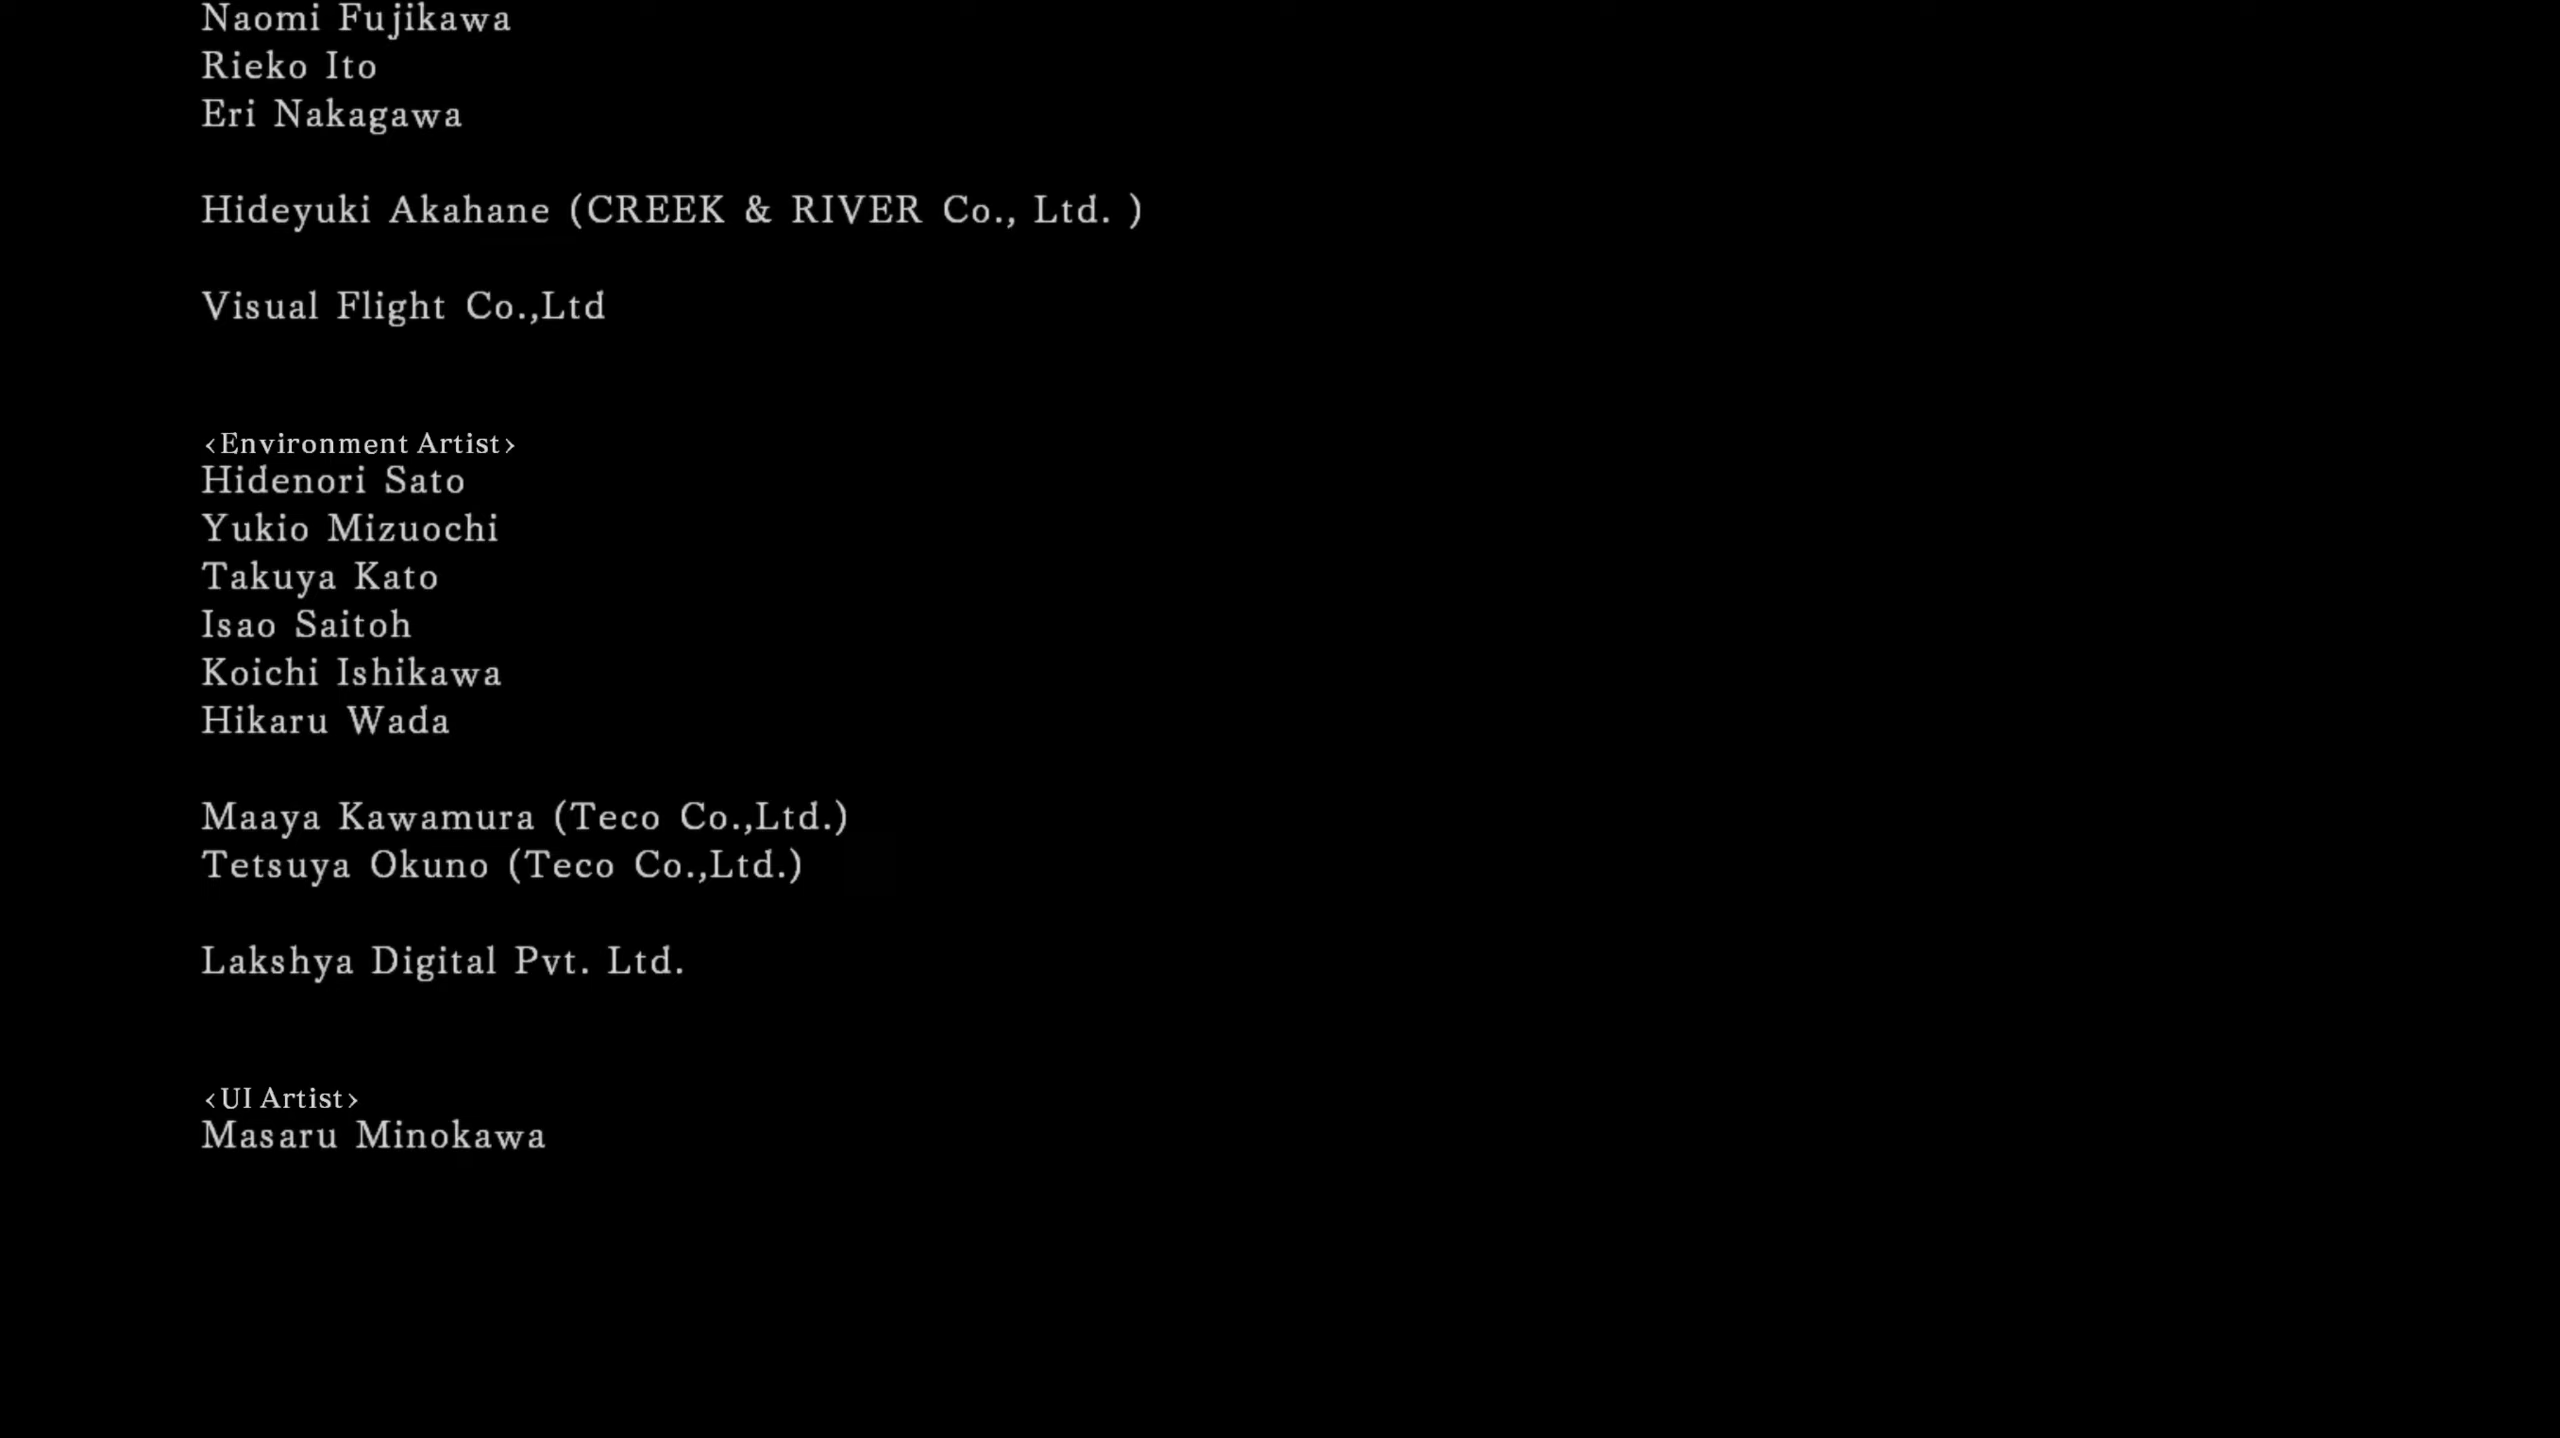 Naomi Fujikawa
Rieko Ito
Eri Nakagawa
Hideyuki Akahane (CREEK & RIVER Co., Ltd. )
Visual Flight Co.,Ltd
<Environment Artist>
Hidenori Sato
Yukio Mizuochi
Takuya Kato
Isao Saitoh
Koichi Ishikawa
Hikaru Wada
Maaya Kawamura (Teco Co.,Ltd.)
Tetsuya Okuno (Teco Co.,Ltd.)
Lakshya Digital Pvt. Ltd.
<UI Artist>
Masaru Minokawa